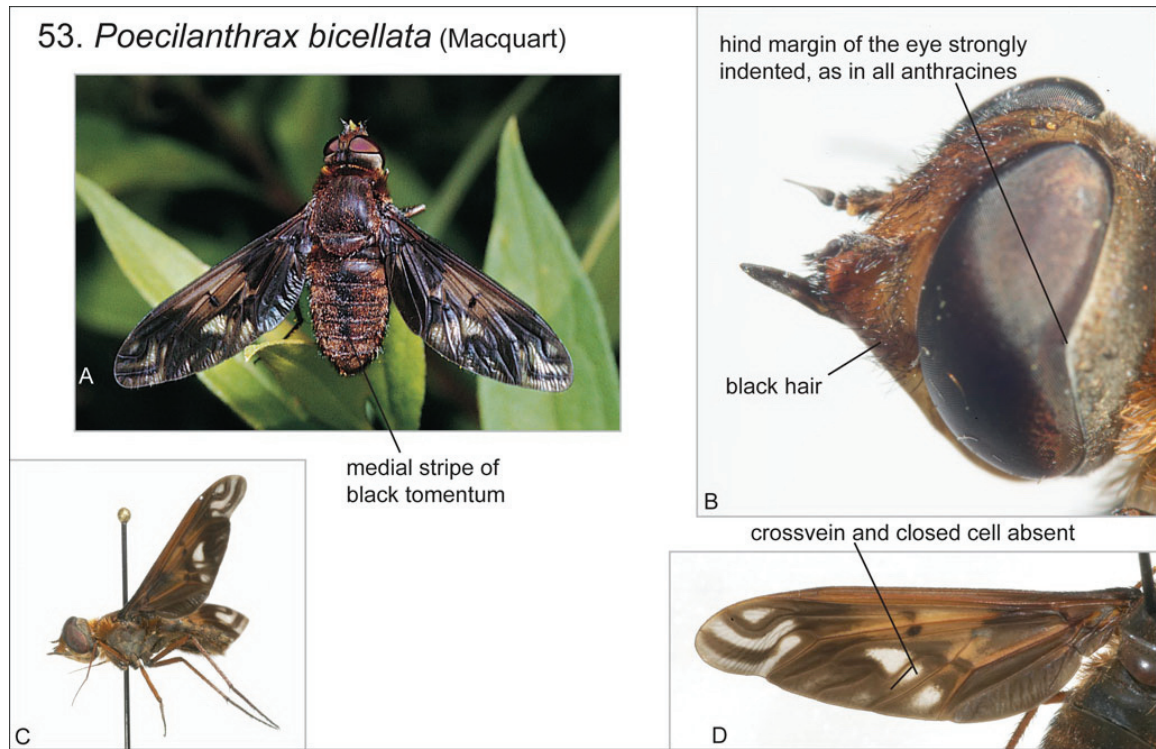 53. Poecilanthrax bicellata (Macquart)
A
medial stripe of
black tomentum
hind margin of the eye strongly
indented, as in all anthracines
black hair
B
C
crossvein and closed cell absent
D